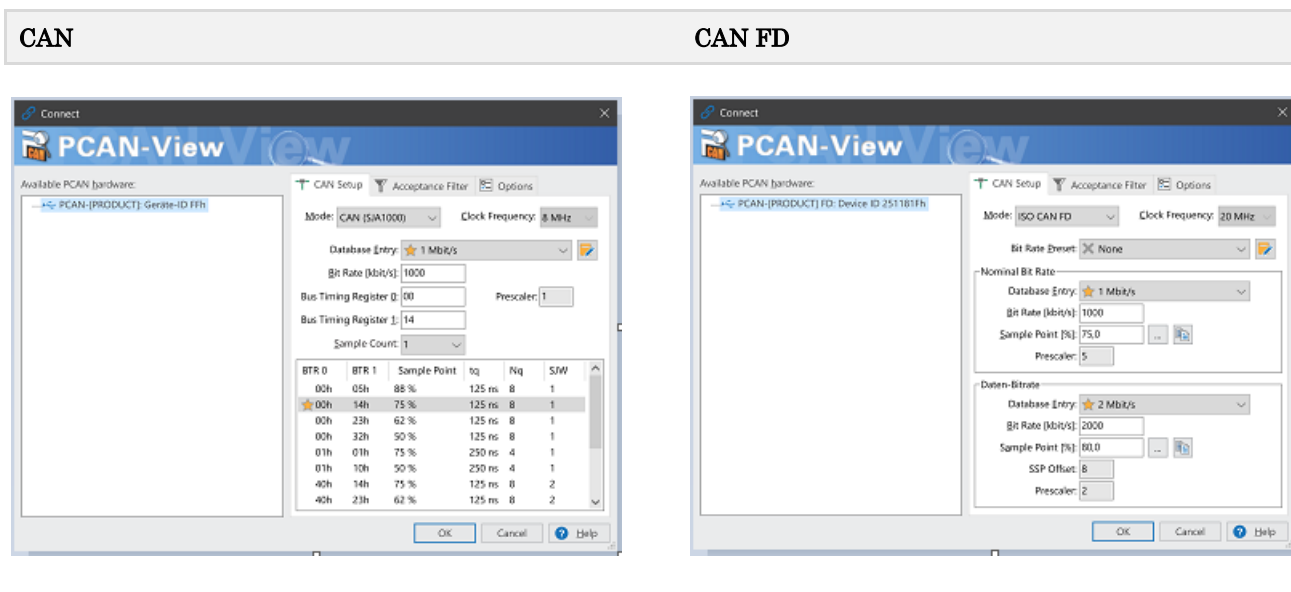 CAN
CAN FD
Connect
PCAN-View
Available PCAN hardware:
PCAN-[PRODUCT]: Geräte-ID FFh
CAN Setup Acceptance Filter Options
Mode: CAN (SJA1000) Clock Frequency: 8 MHz
Database Entry: 1 Mbit/s
Bit Rate [kbit/s]: 1000
Bus Timing Register 0: 00 Prescaler: 1
Bus Timing Register 1: 14
Sample Count: 1
BTR 0 BTR 1 Sample Point tq Nq SJW
00h 05h 88 % 125 ns 8 1
00h 14h 75 % 125 ns 8 1
00h 23h 62 % 125 ns 8 1
00h 32h 50 % 125 ns 8 1
01h 01h 75 % 250 ns 4 1
01h 10h 50 % 250 ns 4 1
40h 14h 75 % 125 ns 8 2
40h 23h 62 % 125 ns 8 2
OK Cancel Help
Connect
PCAN-View
Available PCAN hardware:
PCAN-[PRODUCT] FD: Device ID 251181Fh
CAN Setup Acceptance Filter Options
Mode: ISO CAN FD Clock Frequency: 20 MHz
Bit Rate Preset: None
Nominal Bit Rate
Database Entry: 1 Mbit/s
Bit Rate [kbit/s]: 1000
Sample Point [%]: 75,0 ...
Prescaler: 5
Daten-Bitrate
Database Entry: 2 Mbit/s
Bit Rate [kbit/s]: 2000
Sample Point [%]: 80,0 ...
SSP Offset: 8
Prescaler: 2
OK Cancel Help